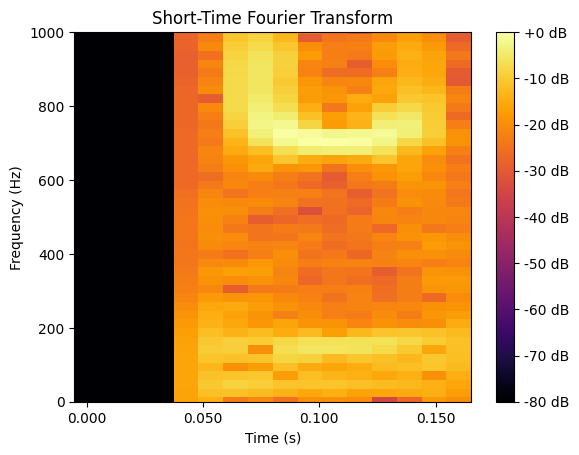 Short-Time Fourier Transform
1000
800
600
400
200
0
Frequency (Hz)
0.000
0.050
0.100
0.150
Time (s)
+0 dB
-10 dB
-20 dB
-30 dB
-40 dB
-50 dB
-60 dB
-70 dB
-80 dB